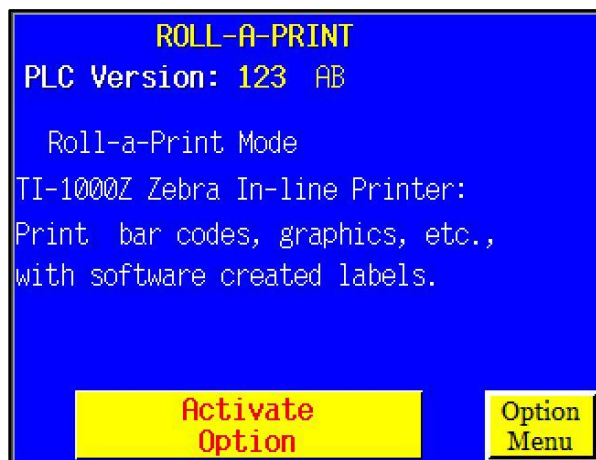 ROLL-A-PRINT
PLC Version: 123 AB
Roll-a-Print Mode
TI-1000Z Zebra In-line Printer:
Print bar codes, graphics, etc.,
with software created labels.
Activate
Option
Option
Menu